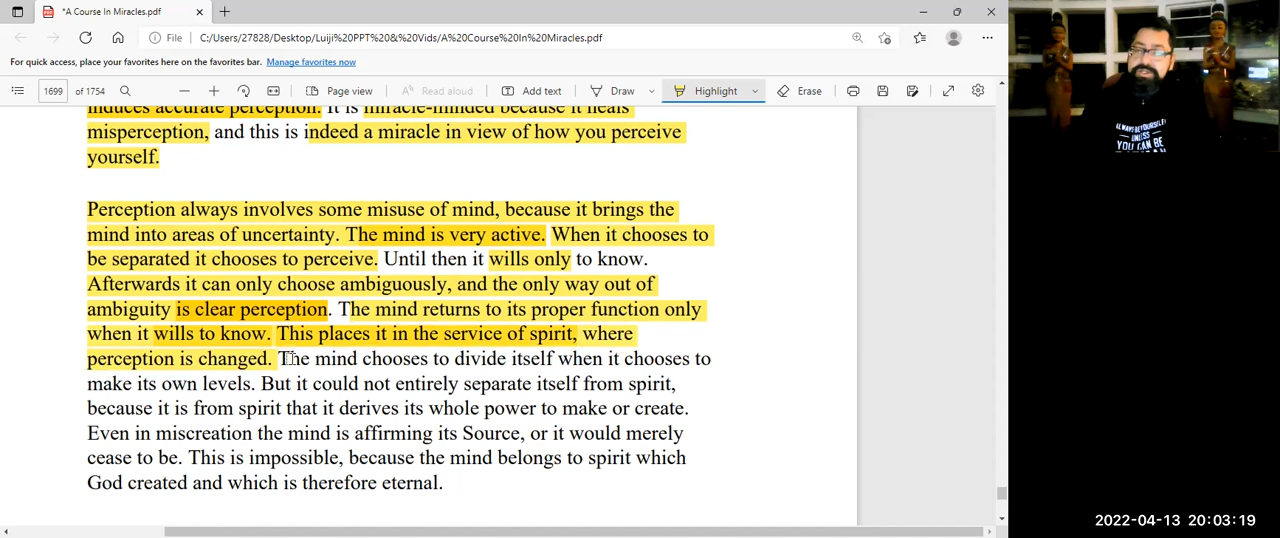 *A Course In Miracles.pdf
File
C:/Users/27828/Desktop/Luiji%20PPT%20&%20Vids/A%20Course%20In%20Miracles.pdf
For quick access, place your favorites here on the favorites bar. Manage favorites now
1699 of 1754
Page view
Read aloud
Add text
Draw
Highlight
Erase
induces accurate perception. It is miracle-minded because it heals
misperception, and this is indeed a miracle in view of how you perceive
yourself.
Perception always involves some misuse of mind, because it brings the
mind into areas of uncertainty. The mind is very active. When it chooses to
be separated it chooses to perceive. Until then it wills only to know.
Afterwards it can only choose ambiguously, and the only way out of
ambiguity is clear perception. The mind returns to its proper function only
when it wills to know. This places it in the service of spirit, where
perception is changed. The mind chooses to divide itself when it chooses to
make its own levels. But it could not entirely separate itself from spirit,
because it is from spirit that it derives its whole power to make or create.
Even in miscreation the mind is affirming its Source, or it would merely
cease to be. This is impossible, because the mind belongs to spirit which
God created and which is therefore eternal.
ALWAYS BE YOURSELF
UNLESS
YOU CAN BE
2022-04-13 20:03:19